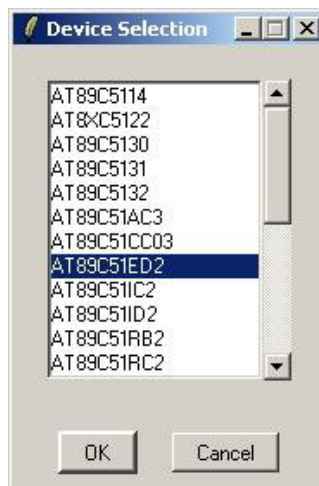 Device Selection
AT89C5114
AT8XC5122
AT89C5130
AT89C5131
AT89C5132
AT89C51AC3
AT89C51CC03
AT89C51ED2
AT89C51IC2
AT89C51ID2
AT89C51RB2
AT89C51RC2
OK
Cancel